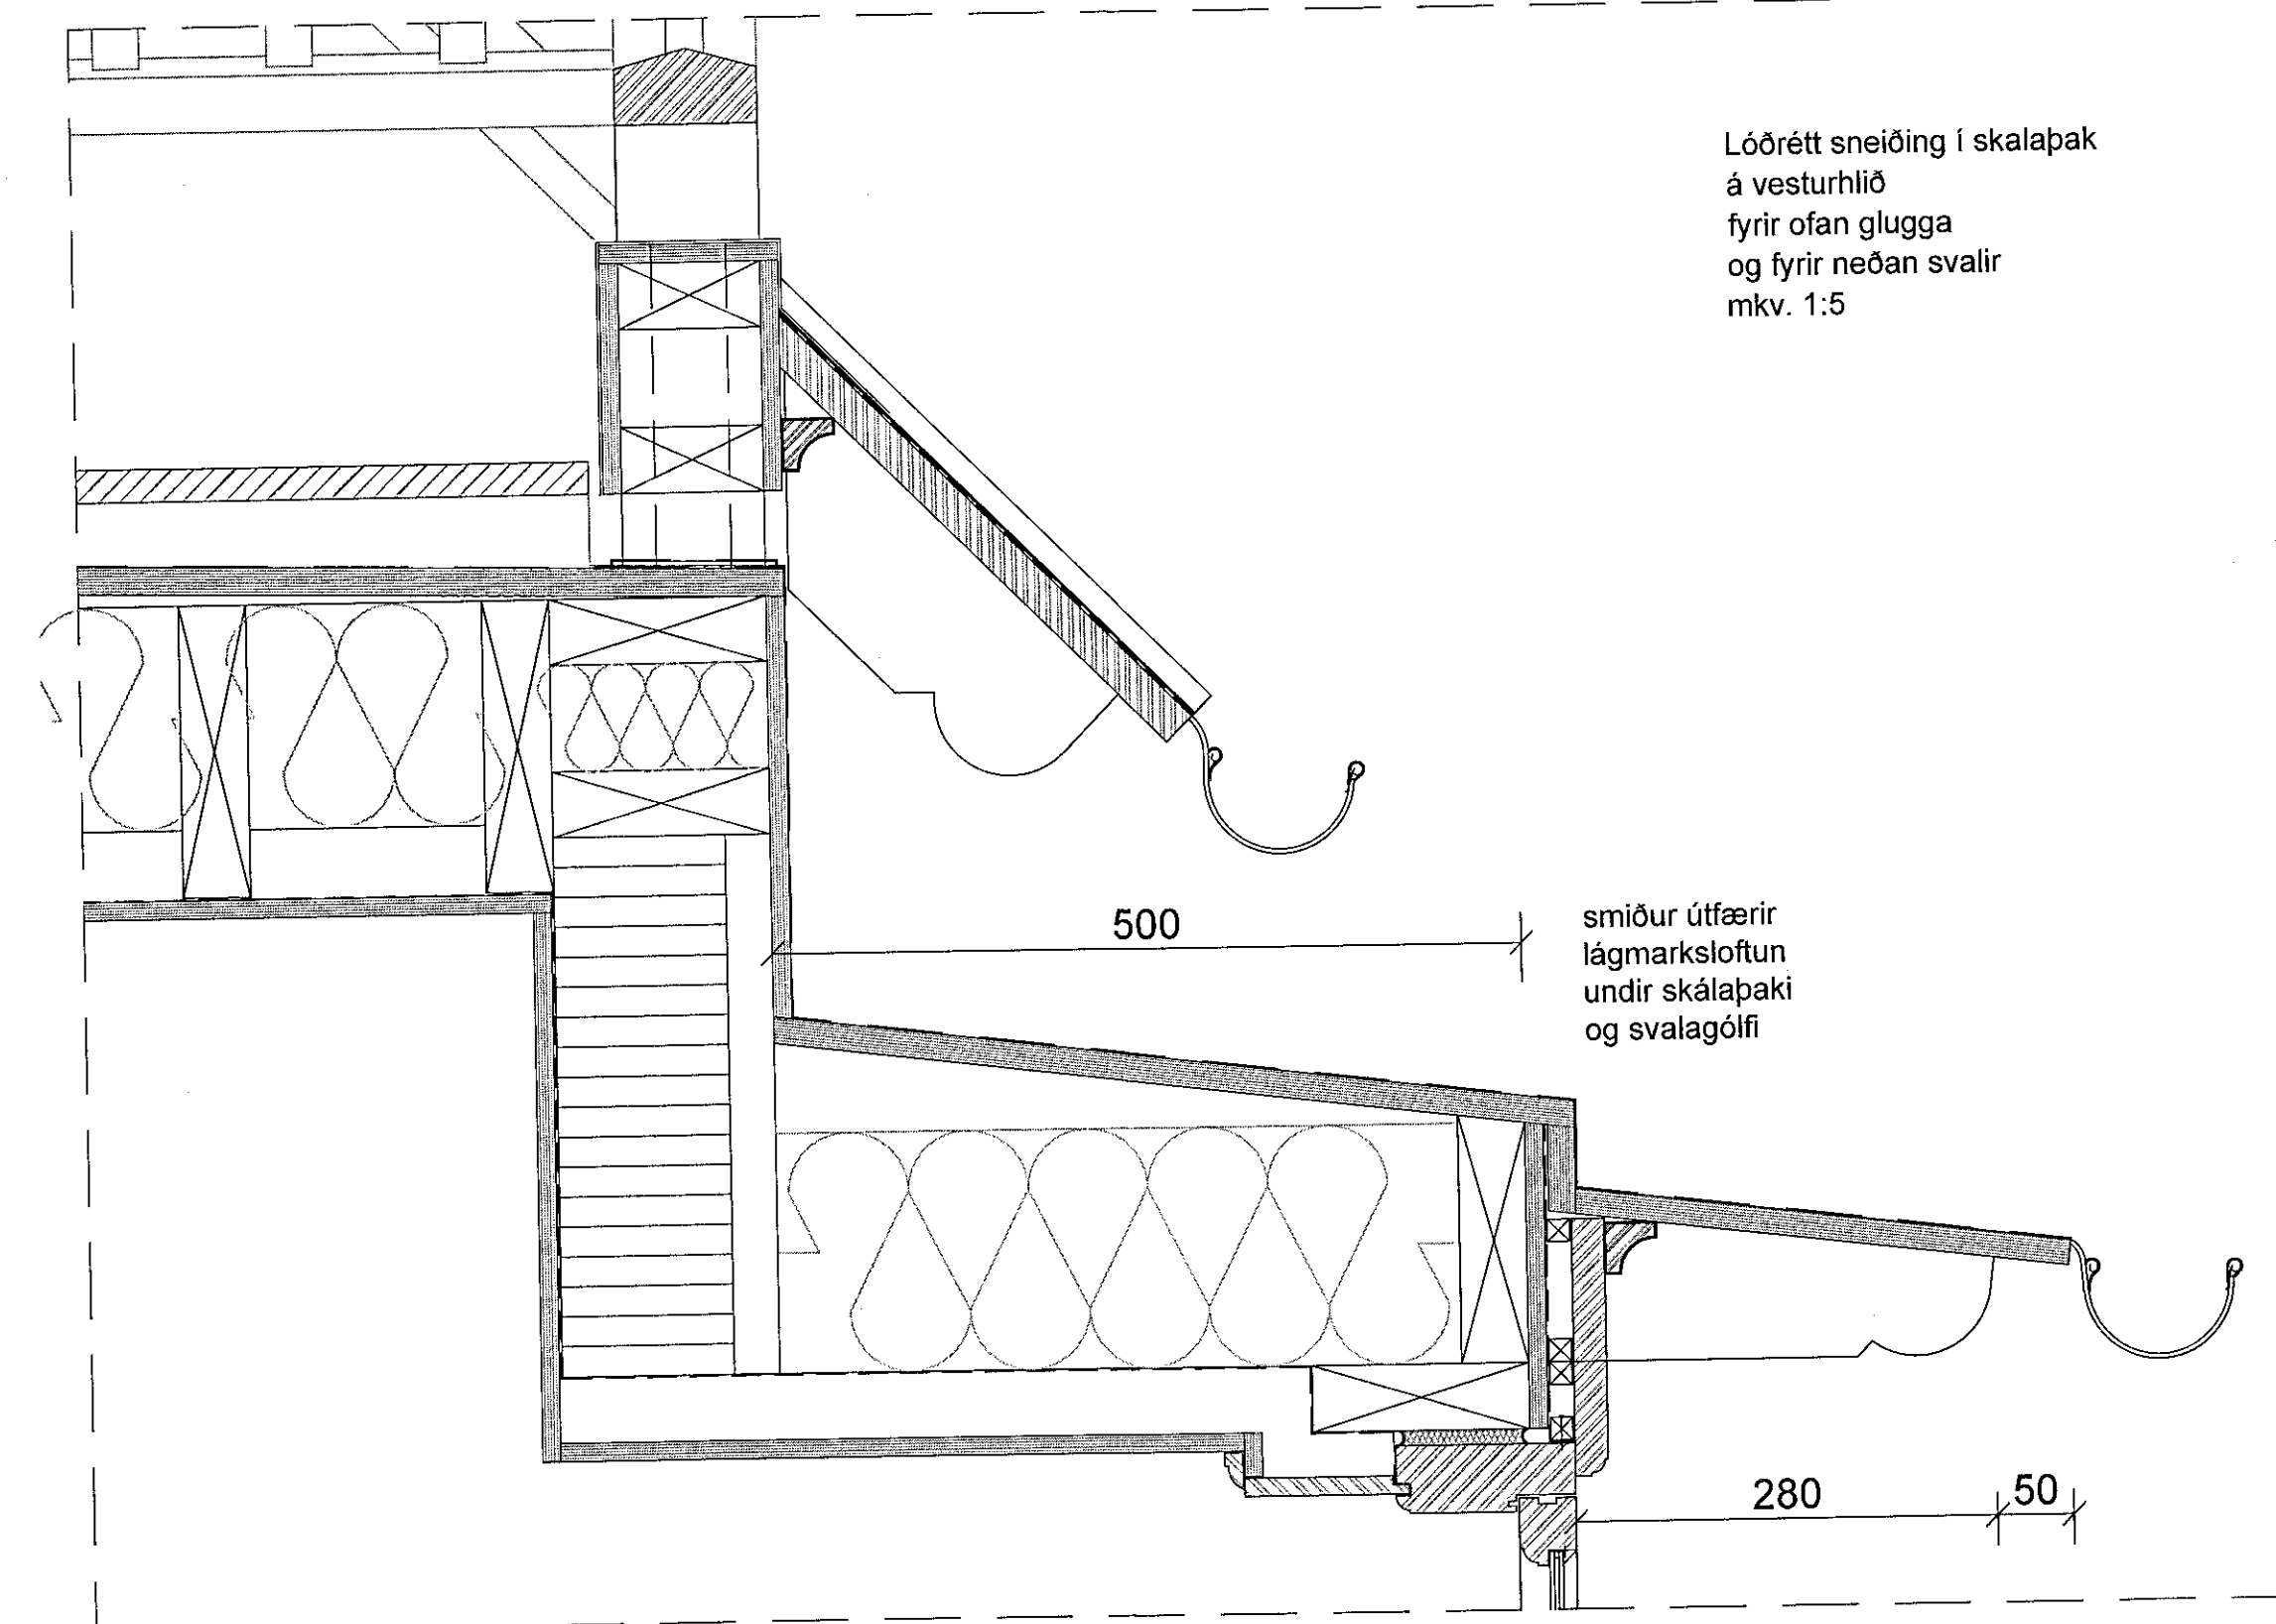 Lóðrétt sneiðing í skalaþak
á vesturhlið
fyrir ofan glugga
og fyrir neðan svalir
mkv. 1:5
500
smiður útfærir
lágmarksloftun
undir skálaþaki
og svalagólfi
280
50